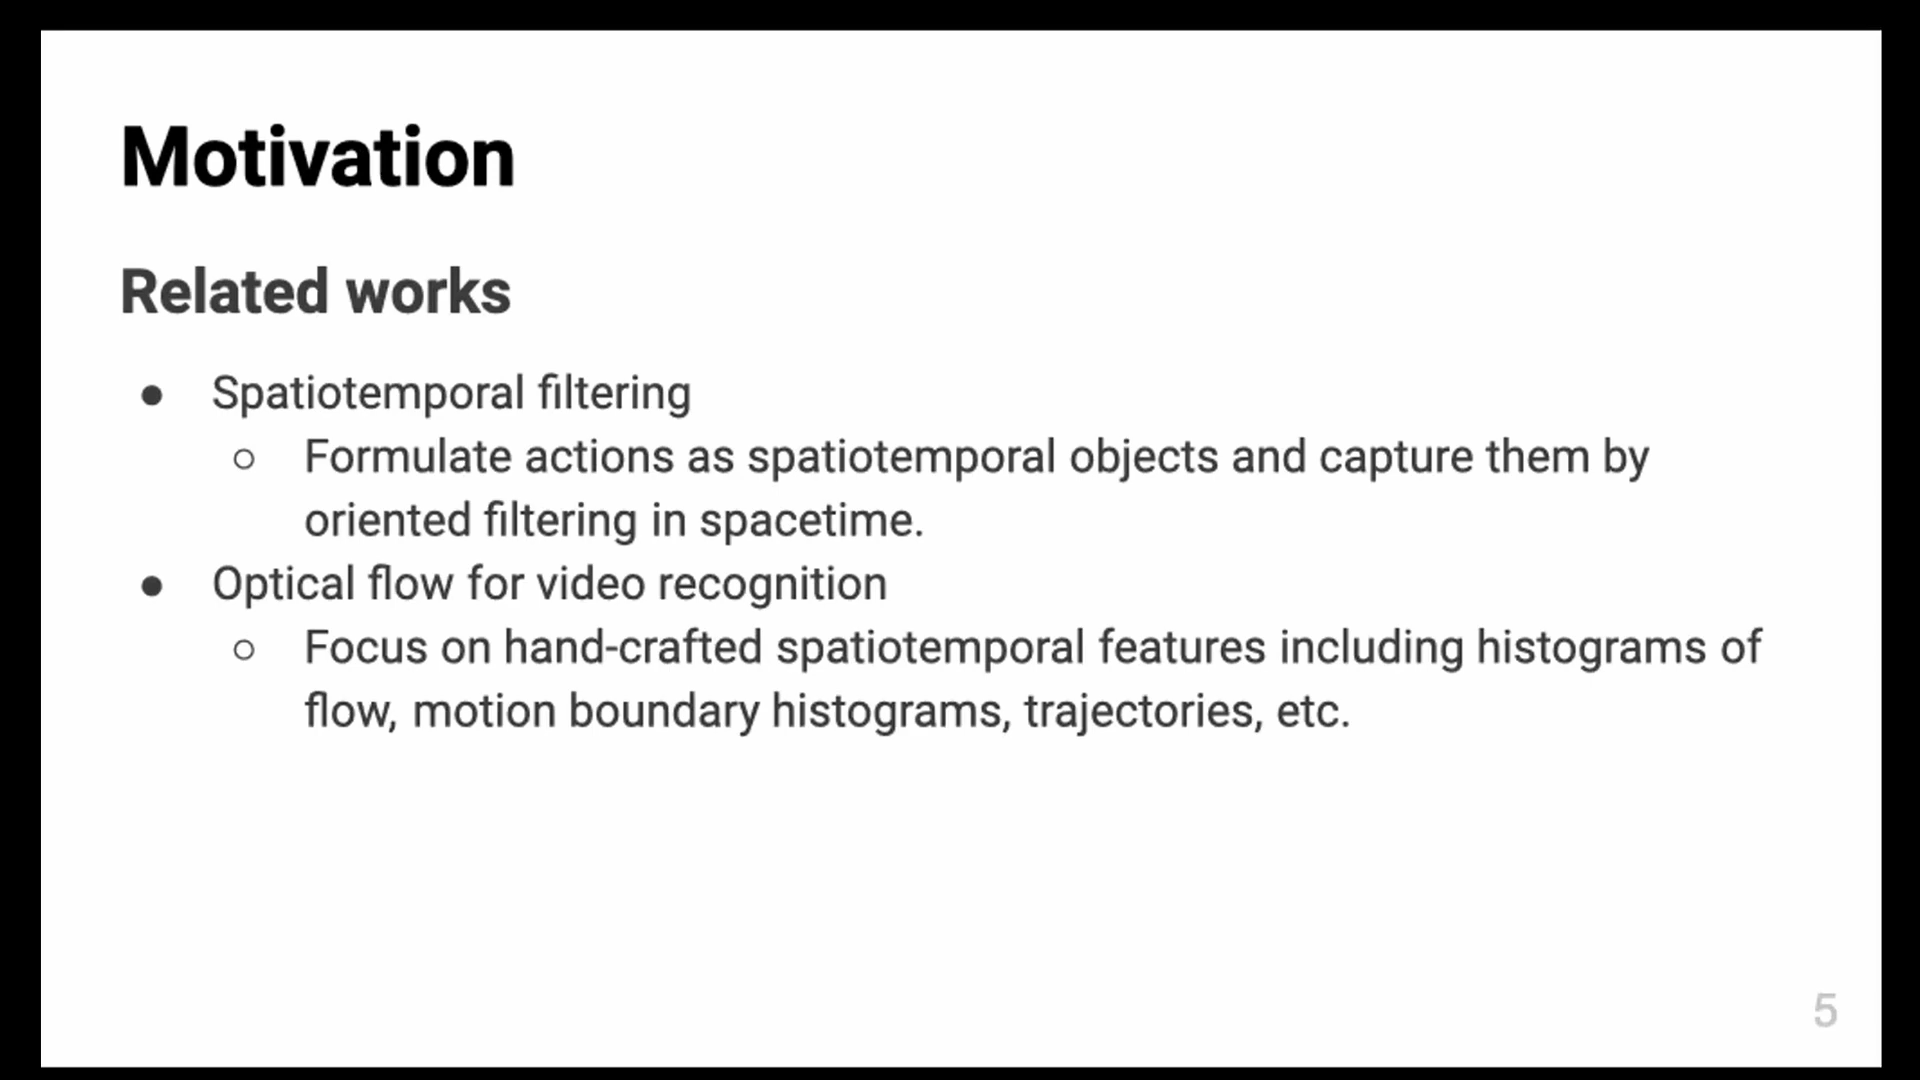 Motivation
Related works
● Spatiotemporal filtering
○ Formulate actions as spatiotemporal objects and capture them by
oriented filtering in spacetime.
● Optical flow for video recognition
○ Focus on hand-crafted spatiotemporal features including histograms of
flow, motion boundary histograms, trajectories, etc.
5